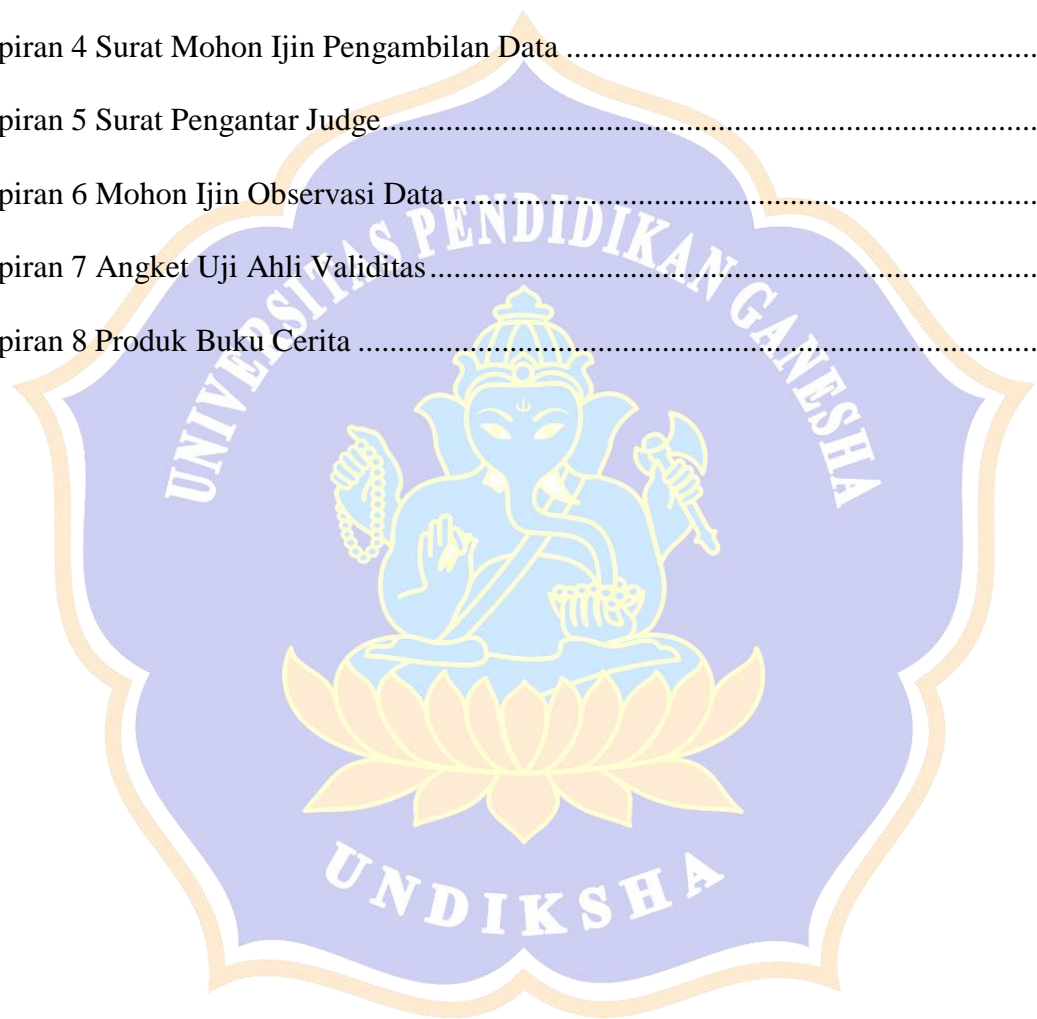 piran 4 Surat Mohon Ijin Pengambilan Data ............................................................
piran 5 Surat Pengantar Judge...................................................................................
piran 6 Mohon Ijin Observasi Data...........................................................................
piran 7 Angket Uji Ahli Validitas.............................................................................
piran 8 Produk Buku Cerita ......................................................................................
UNIVERSITAS PENDIDIKAN GANESHA
UNDIKSHA